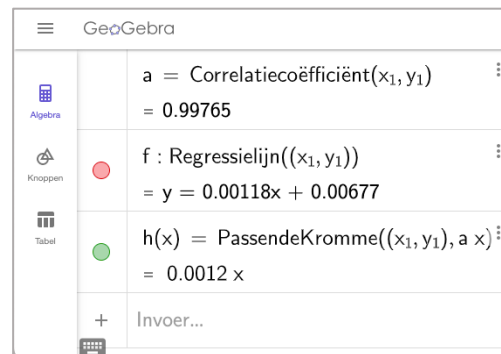 GeoGebra
Algebra
Knoppen
Tabel
a = Correlatiecoëfficiënt(x₁, y₁)
= 0.99765
f : Regressielijn((x₁, y₁))
= y = 0.00118x + 0.00677
h(x) = PassendeKromme((x₁, y₁), a x)
= 0.0012 x
+ Invoer...